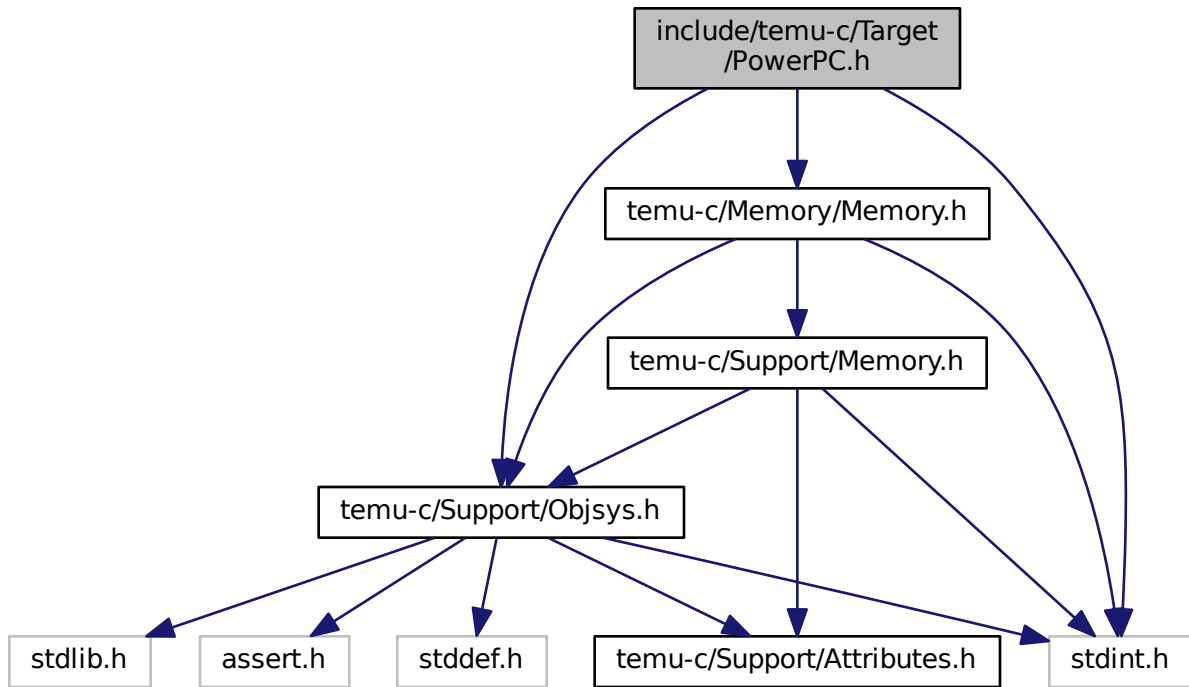 include/temu-c/Target
/PowerPC.h
temu-c/Memory/Memory.h
temu-c/Support/Memory.h
temu-c/Support/Objsys.h
stdlib.h
assert.h
stddef.h
temu-c/Support/Attributes.h
stdint.h